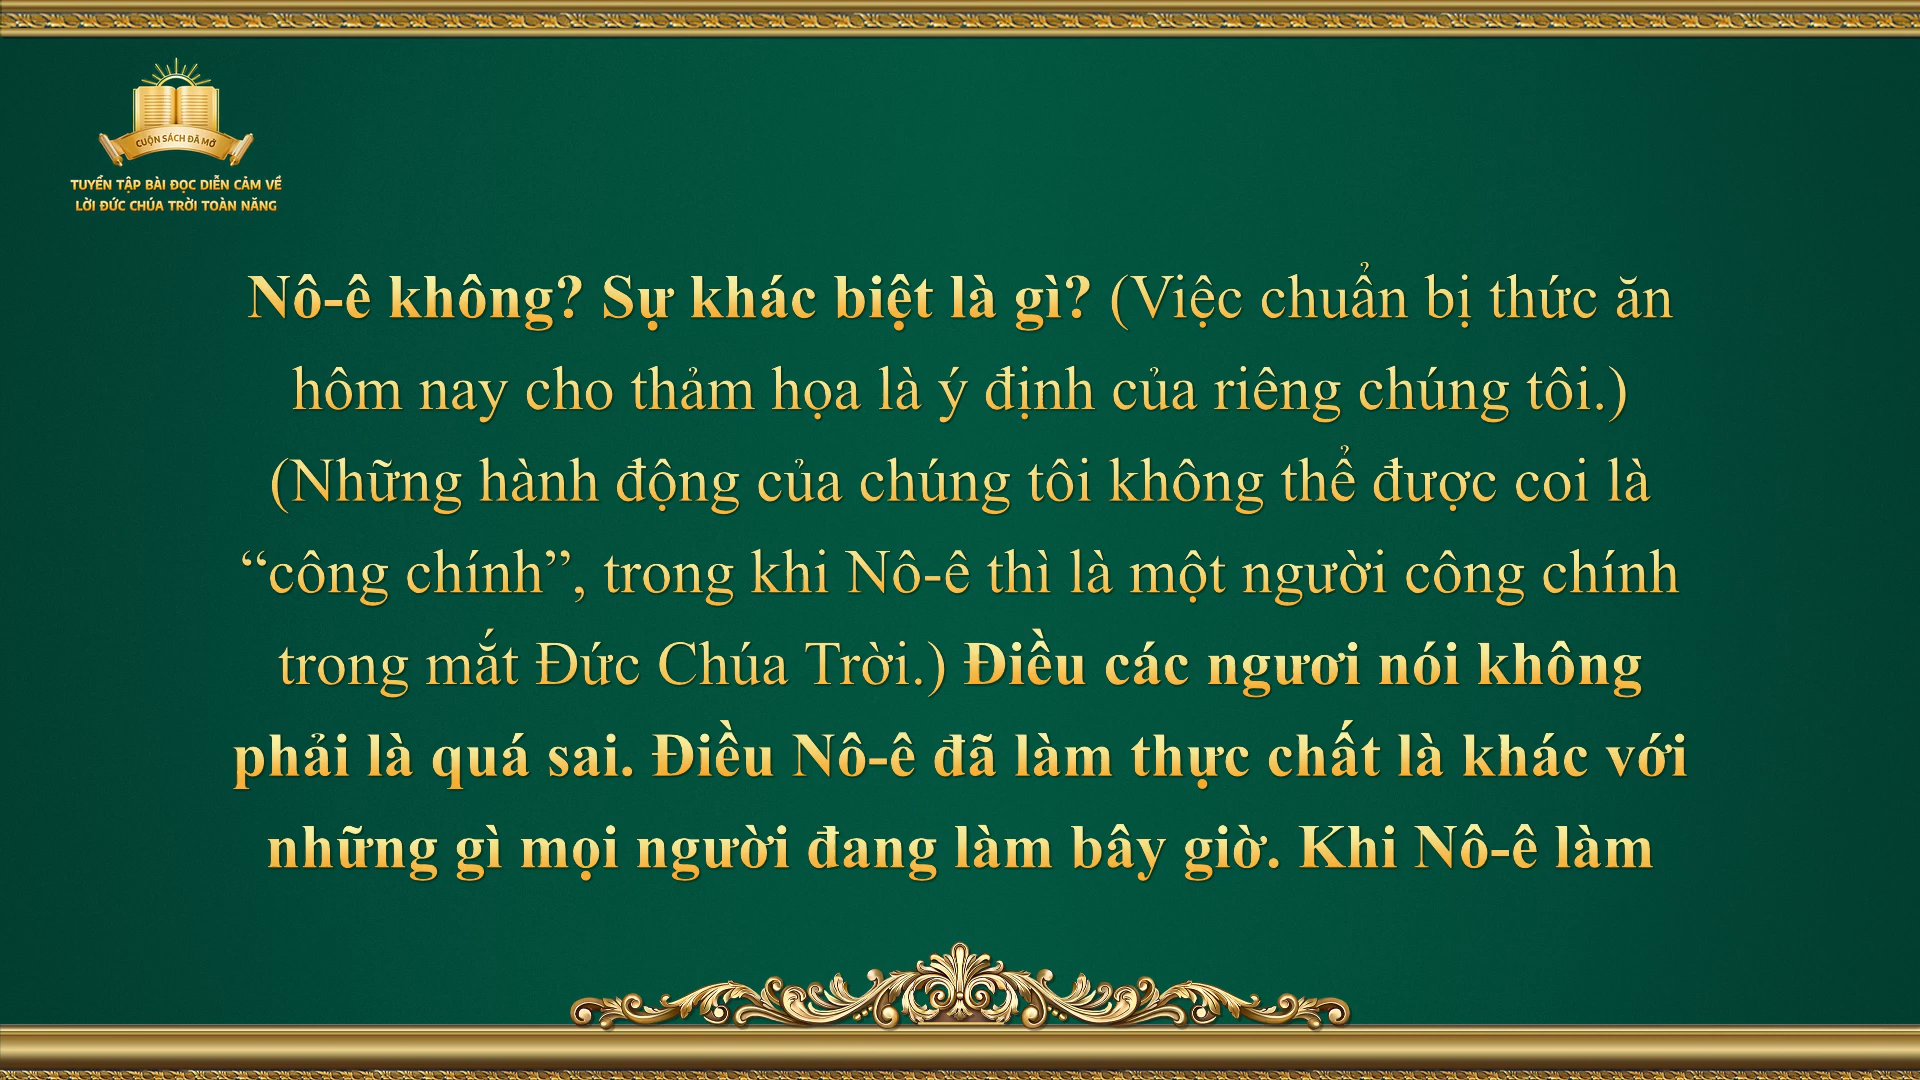 CUỘN SÁCH ĐÃ MỞ
TUYỂN TẬP BÀI ĐỌC DIỄN CẢM VỀ
LỜI ĐỨC CHÚA TRỜI TOÀN NĂNG
Nô-ê không? Sự khác biệt là gì? (Việc chuẩn bị thức ăn
hôm nay cho thảm họa là ý định của riêng chúng tôi.)
(Những hành động của chúng tôi không thể được coi là
“công chính”, trong khi Nô-ê thì là một người công chính
trong mắt Đức Chúa Trời.) Điều các ngươi nói không
phải là quá sai. Điều Nô-ê đã làm thực chất là khác với
những gì mọi người đang làm bây giờ. Khi Nô-ê làm